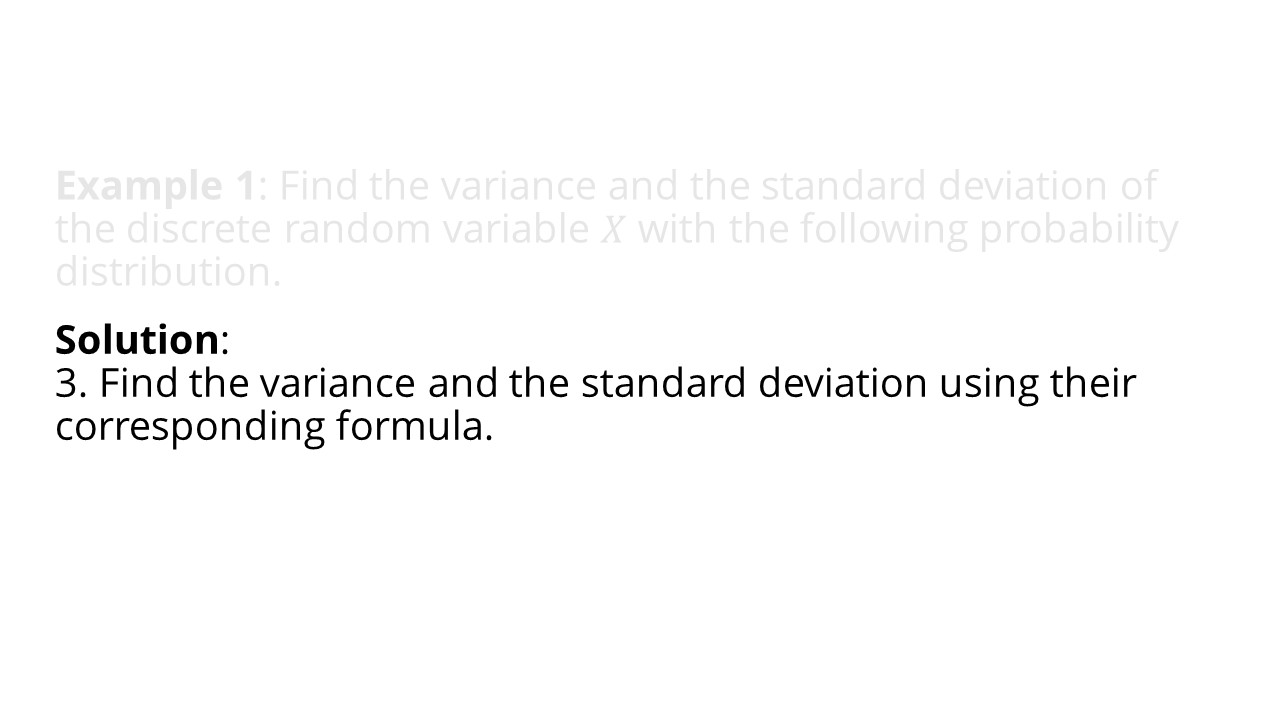 Example 1: Find the variance and the standard deviation of
the discrete random variable X with the following probability
distribution.
Solution:
3. Find the variance and the standard deviation using their
corresponding formula.